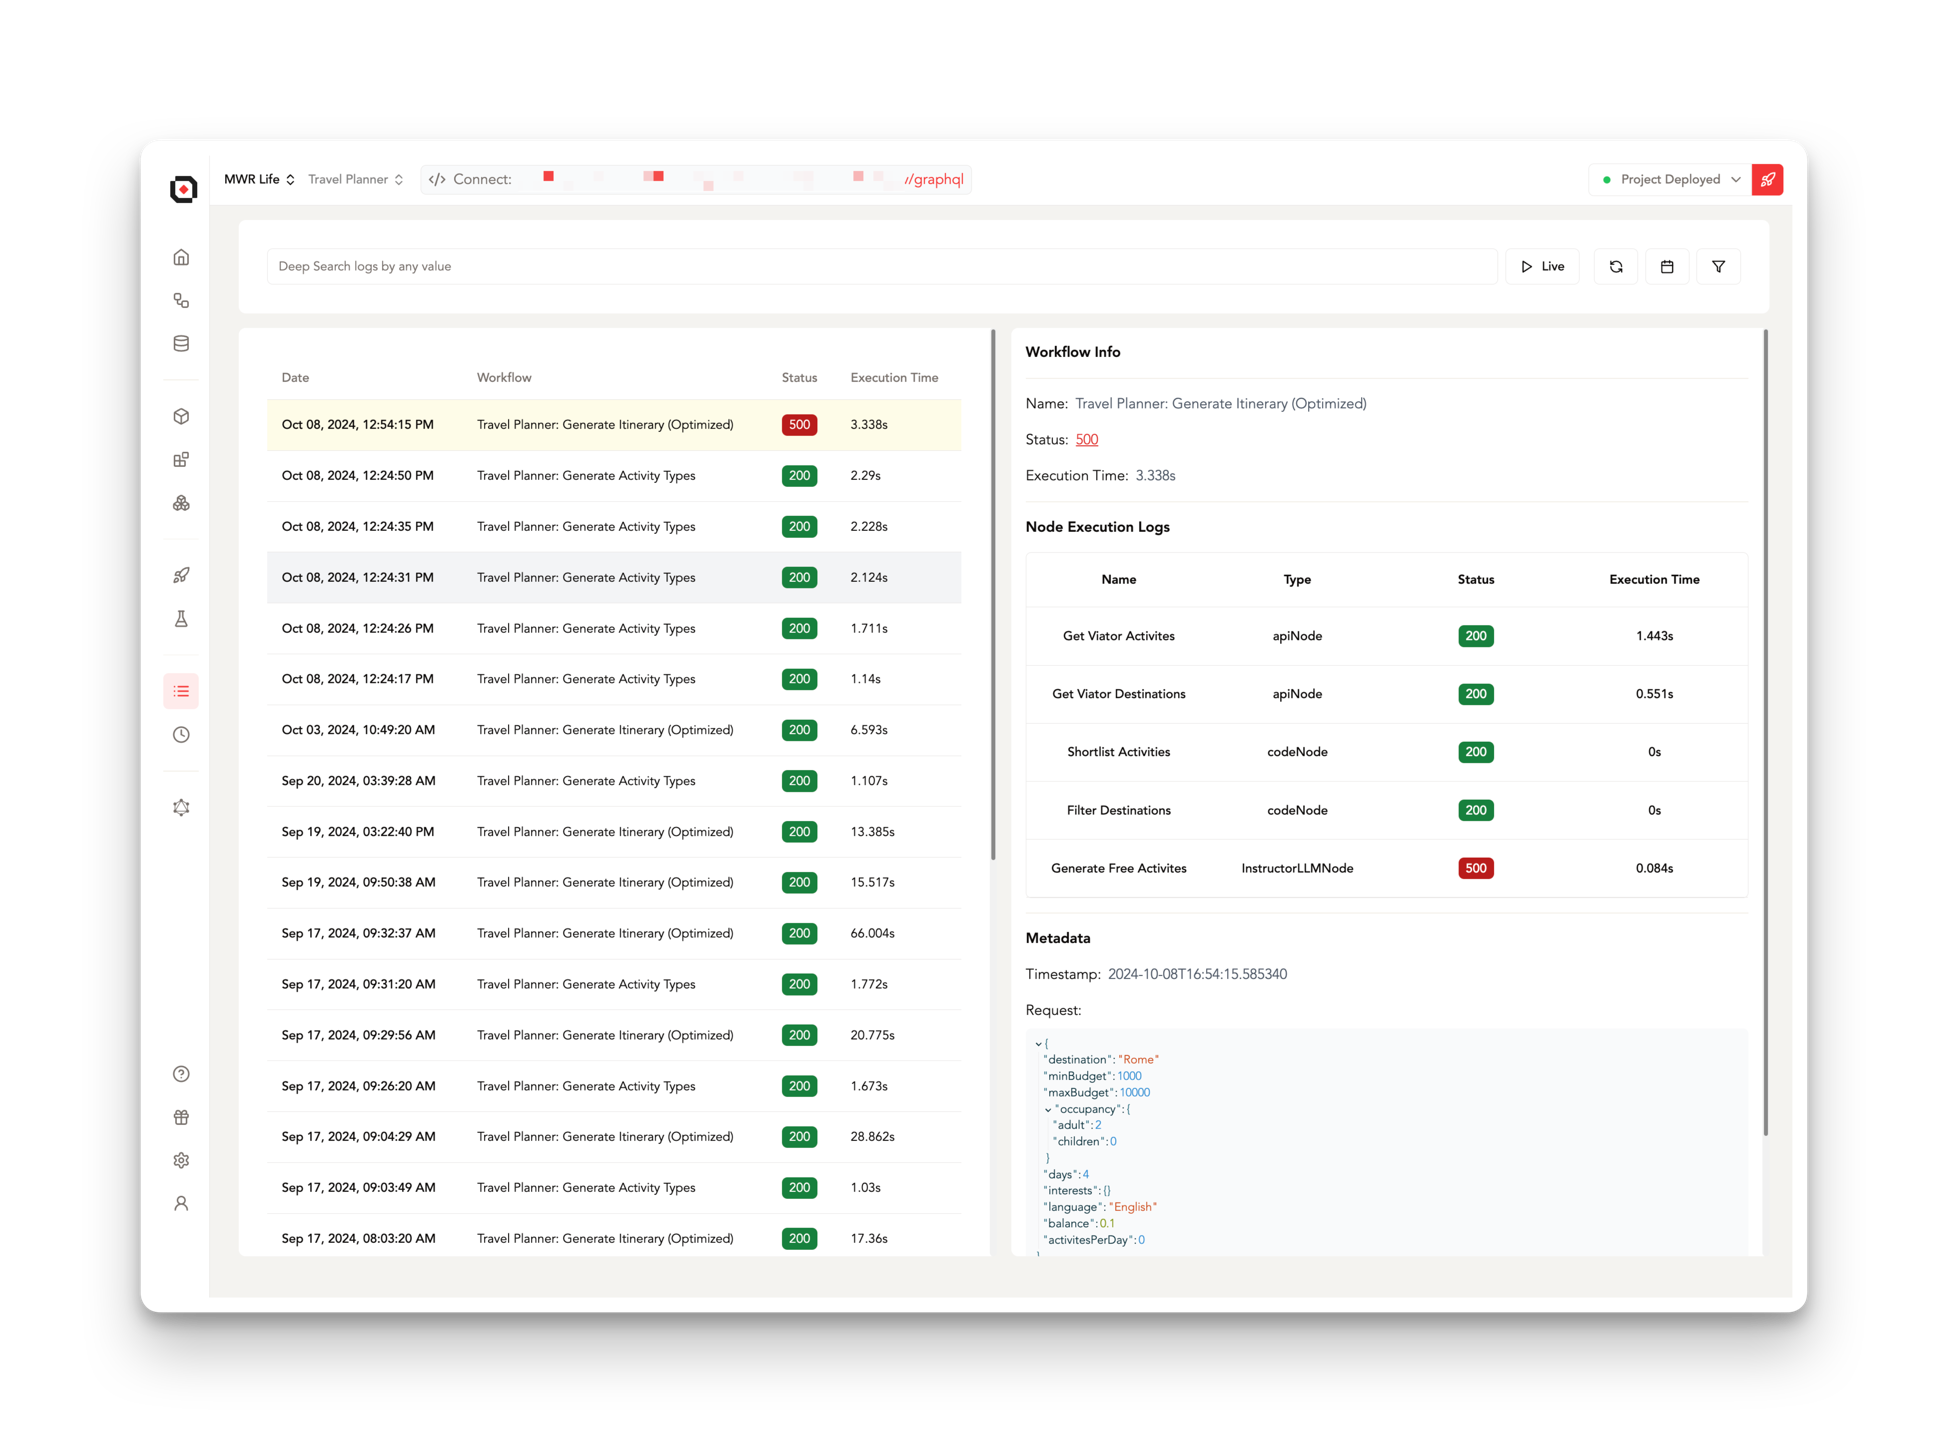 MWR Life Travel Planner </> Connect: //graphql Project Deployed
Deep Search logs by any value Live
Date Workflow Status Execution Time
Oct 08, 2024, 12:54:15 PM Travel Planner: Generate Itinerary (Optimized) 500 3.338s
Oct 08, 2024, 12:24:50 PM Travel Planner: Generate Activity Types 200 2.29s
Oct 08, 2024, 12:24:35 PM Travel Planner: Generate Activity Types 200 2.228s
Oct 08, 2024, 12:24:31 PM Travel Planner: Generate Activity Types 200 2.124s
Oct 08, 2024, 12:24:26 PM Travel Planner: Generate Activity Types 200 1.711s
Oct 08, 2024, 12:24:17 PM Travel Planner: Generate Activity Types 200 1.14s
Oct 03, 2024, 10:49:20 AM Travel Planner: Generate Itinerary (Optimized) 200 6.593s
Sep 20, 2024, 03:39:28 AM Travel Planner: Generate Activity Types 200 1.107s
Sep 19, 2024, 03:22:40 PM Travel Planner: Generate Itinerary (Optimized) 200 13.385s
Sep 19, 2024, 09:50:38 AM Travel Planner: Generate Itinerary (Optimized) 200 15.517s
Sep 17, 2024, 09:32:37 AM Travel Planner: Generate Itinerary (Optimized) 200 66.004s
Sep 17, 2024, 09:31:20 AM Travel Planner: Generate Activity Types 200 1.772s
Sep 17, 2024, 09:29:56 AM Travel Planner: Generate Itinerary (Optimized) 200 20.775s
Sep 17, 2024, 09:26:20 AM Travel Planner: Generate Activity Types 200 1.673s
Sep 17, 2024, 09:04:29 AM Travel Planner: Generate Itinerary (Optimized) 200 28.862s
Sep 17, 2024, 09:03:49 AM Travel Planner: Generate Activity Types 200 1.03s
Sep 17, 2024, 08:03:20 AM Travel Planner: Generate Itinerary (Optimized) 200 17.36s
Workflow Info
Name: Travel Planner: Generate Itinerary (Optimized)
Status: 500
Execution Time: 3.338s
Node Execution Logs
Name Type Status Execution Time
Get Viator Activites apiNode 200 1.443s
Get Viator Destinations apiNode 200 0.551s
Shortlist Activities codeNode 200 0s
Filter Destinations codeNode 200 0s
Generate Free Activites InstructorLLMNode 500 0.084s
Metadata
Timestamp: 2024-10-08T16:54:15.585340
Request:
{
"destination":"Rome"
"minBudget":1000
"maxBudget":10000
"occupancy":{
"adult":2
"children":0
}
"days":4
"interests":{}
"language":"English"
"balance":0.1
"activitesPerDay":0
}